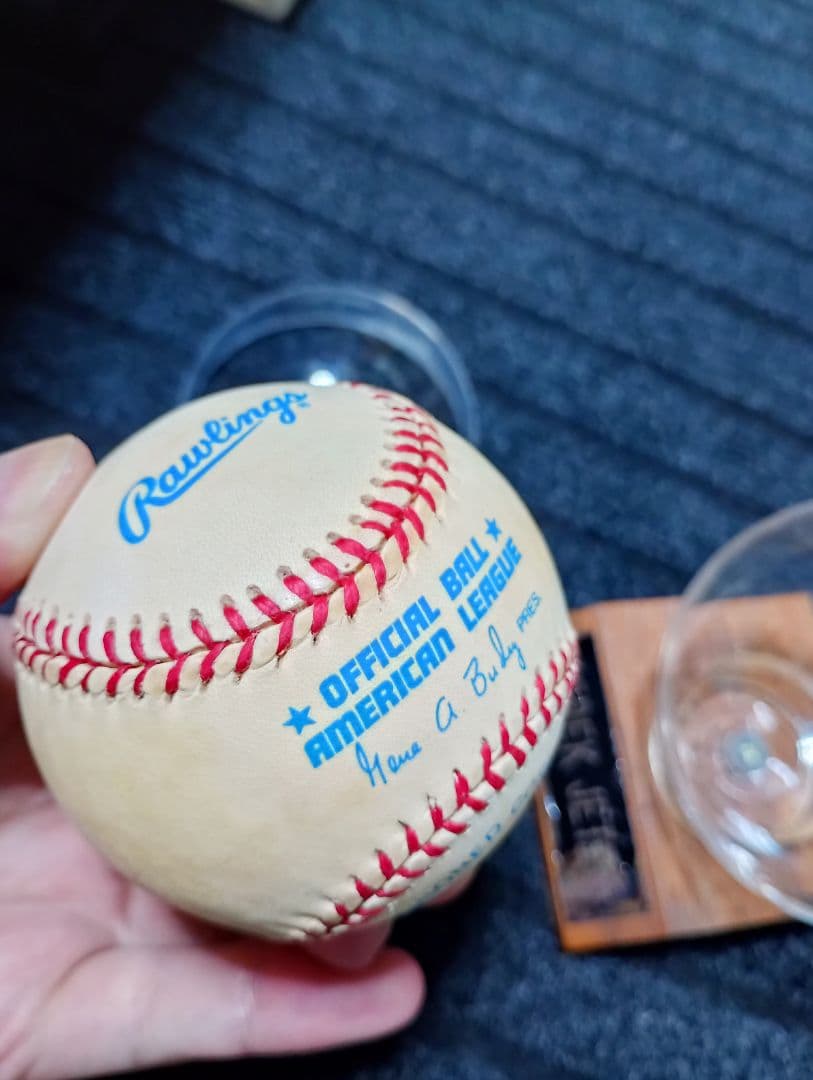 Rawlings
OFFICIAL BALL
AMERICAN LEAGUE
Gene A. Budig PRES.